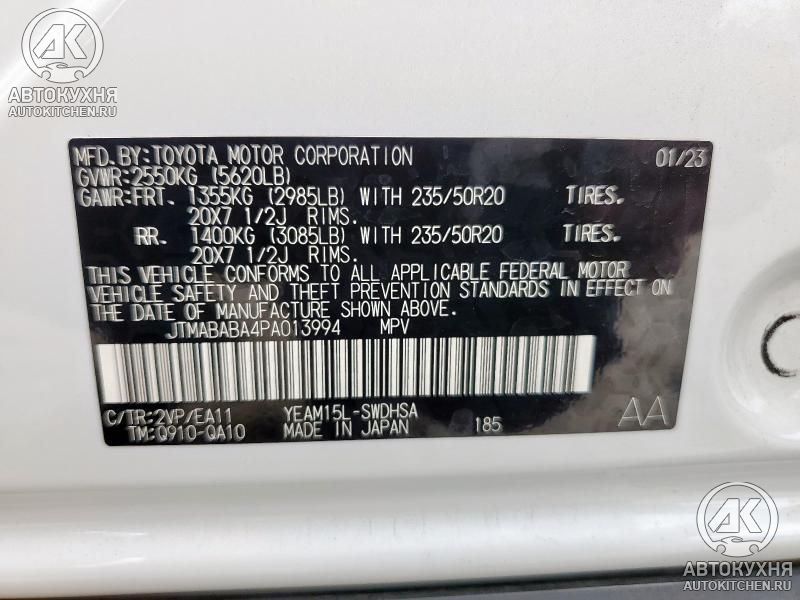 АК
АВТОКУХНЯ
AUTOKITCHEN.RU
MFD.BY:TOYOTA MOTOR CORPORATION 01/23
GVWR:2550KG (5620LB)
GAWR:FRT. 1355KG (2985LB) WITH 235/50R20 TIRES.
20X7 1/2J RIMS.
RR. 1400KG (3085LB) WITH 235/50R20 TIRES.
20X7 1/2J RIMS.
THIS VEHICLE CONFORMS TO ALL APPLICABLE FEDERAL MOTOR
VEHICLE SAFETY AND THEFT PREVENTION STANDARDS IN EFFECT ON
THE DATE OF MANUFACTURE SHOWN ABOVE.
JTMABABA4PA013994 MPV
C/TR:2VP/EA11 YEAM15L-SWDHSA AA
TM:Q910-QA10 MADE IN JAPAN 185
АК
АВТОКУХНЯ
AUTOKITCHEN.RU